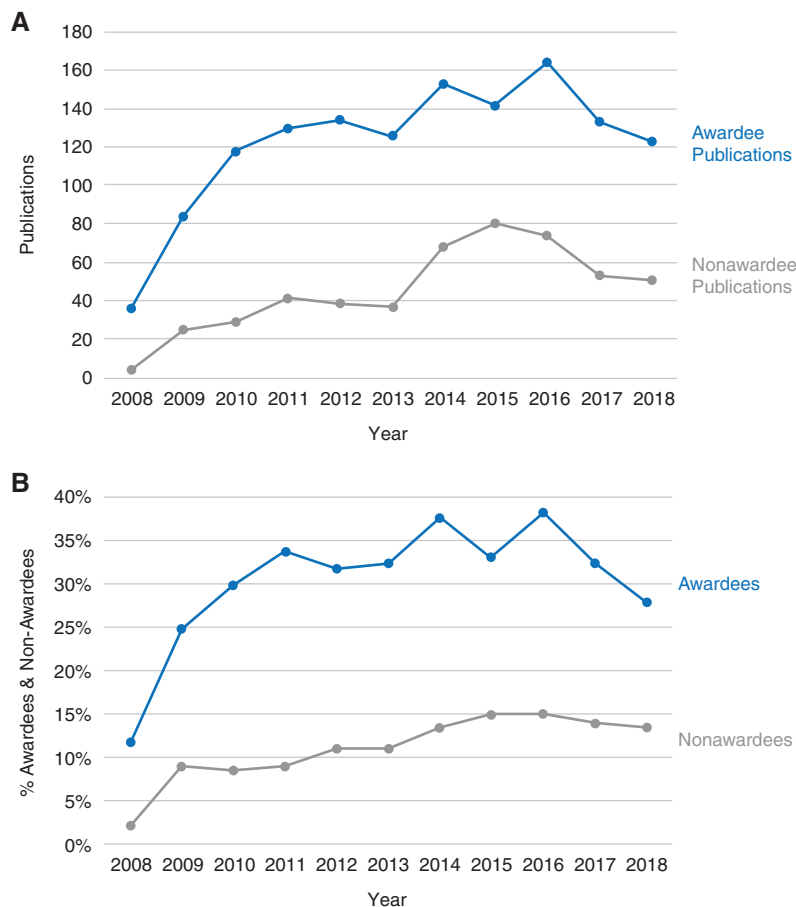 A
180
160
140
120
100
80
60
40
20
0
Publications
Awardee
Publications
Nonawardee
Publications
2008 2009 2010 2011 2012 2013 2014 2015 2016 2017 2018
Year
B
40%
35%
30%
25%
20%
15%
10%
5%
0%
% Awardees & Non-Awardees
Awardees
Nonawardees
2008 2009 2010 2011 2012 2013 2014 2015 2016 2017 2018
Year